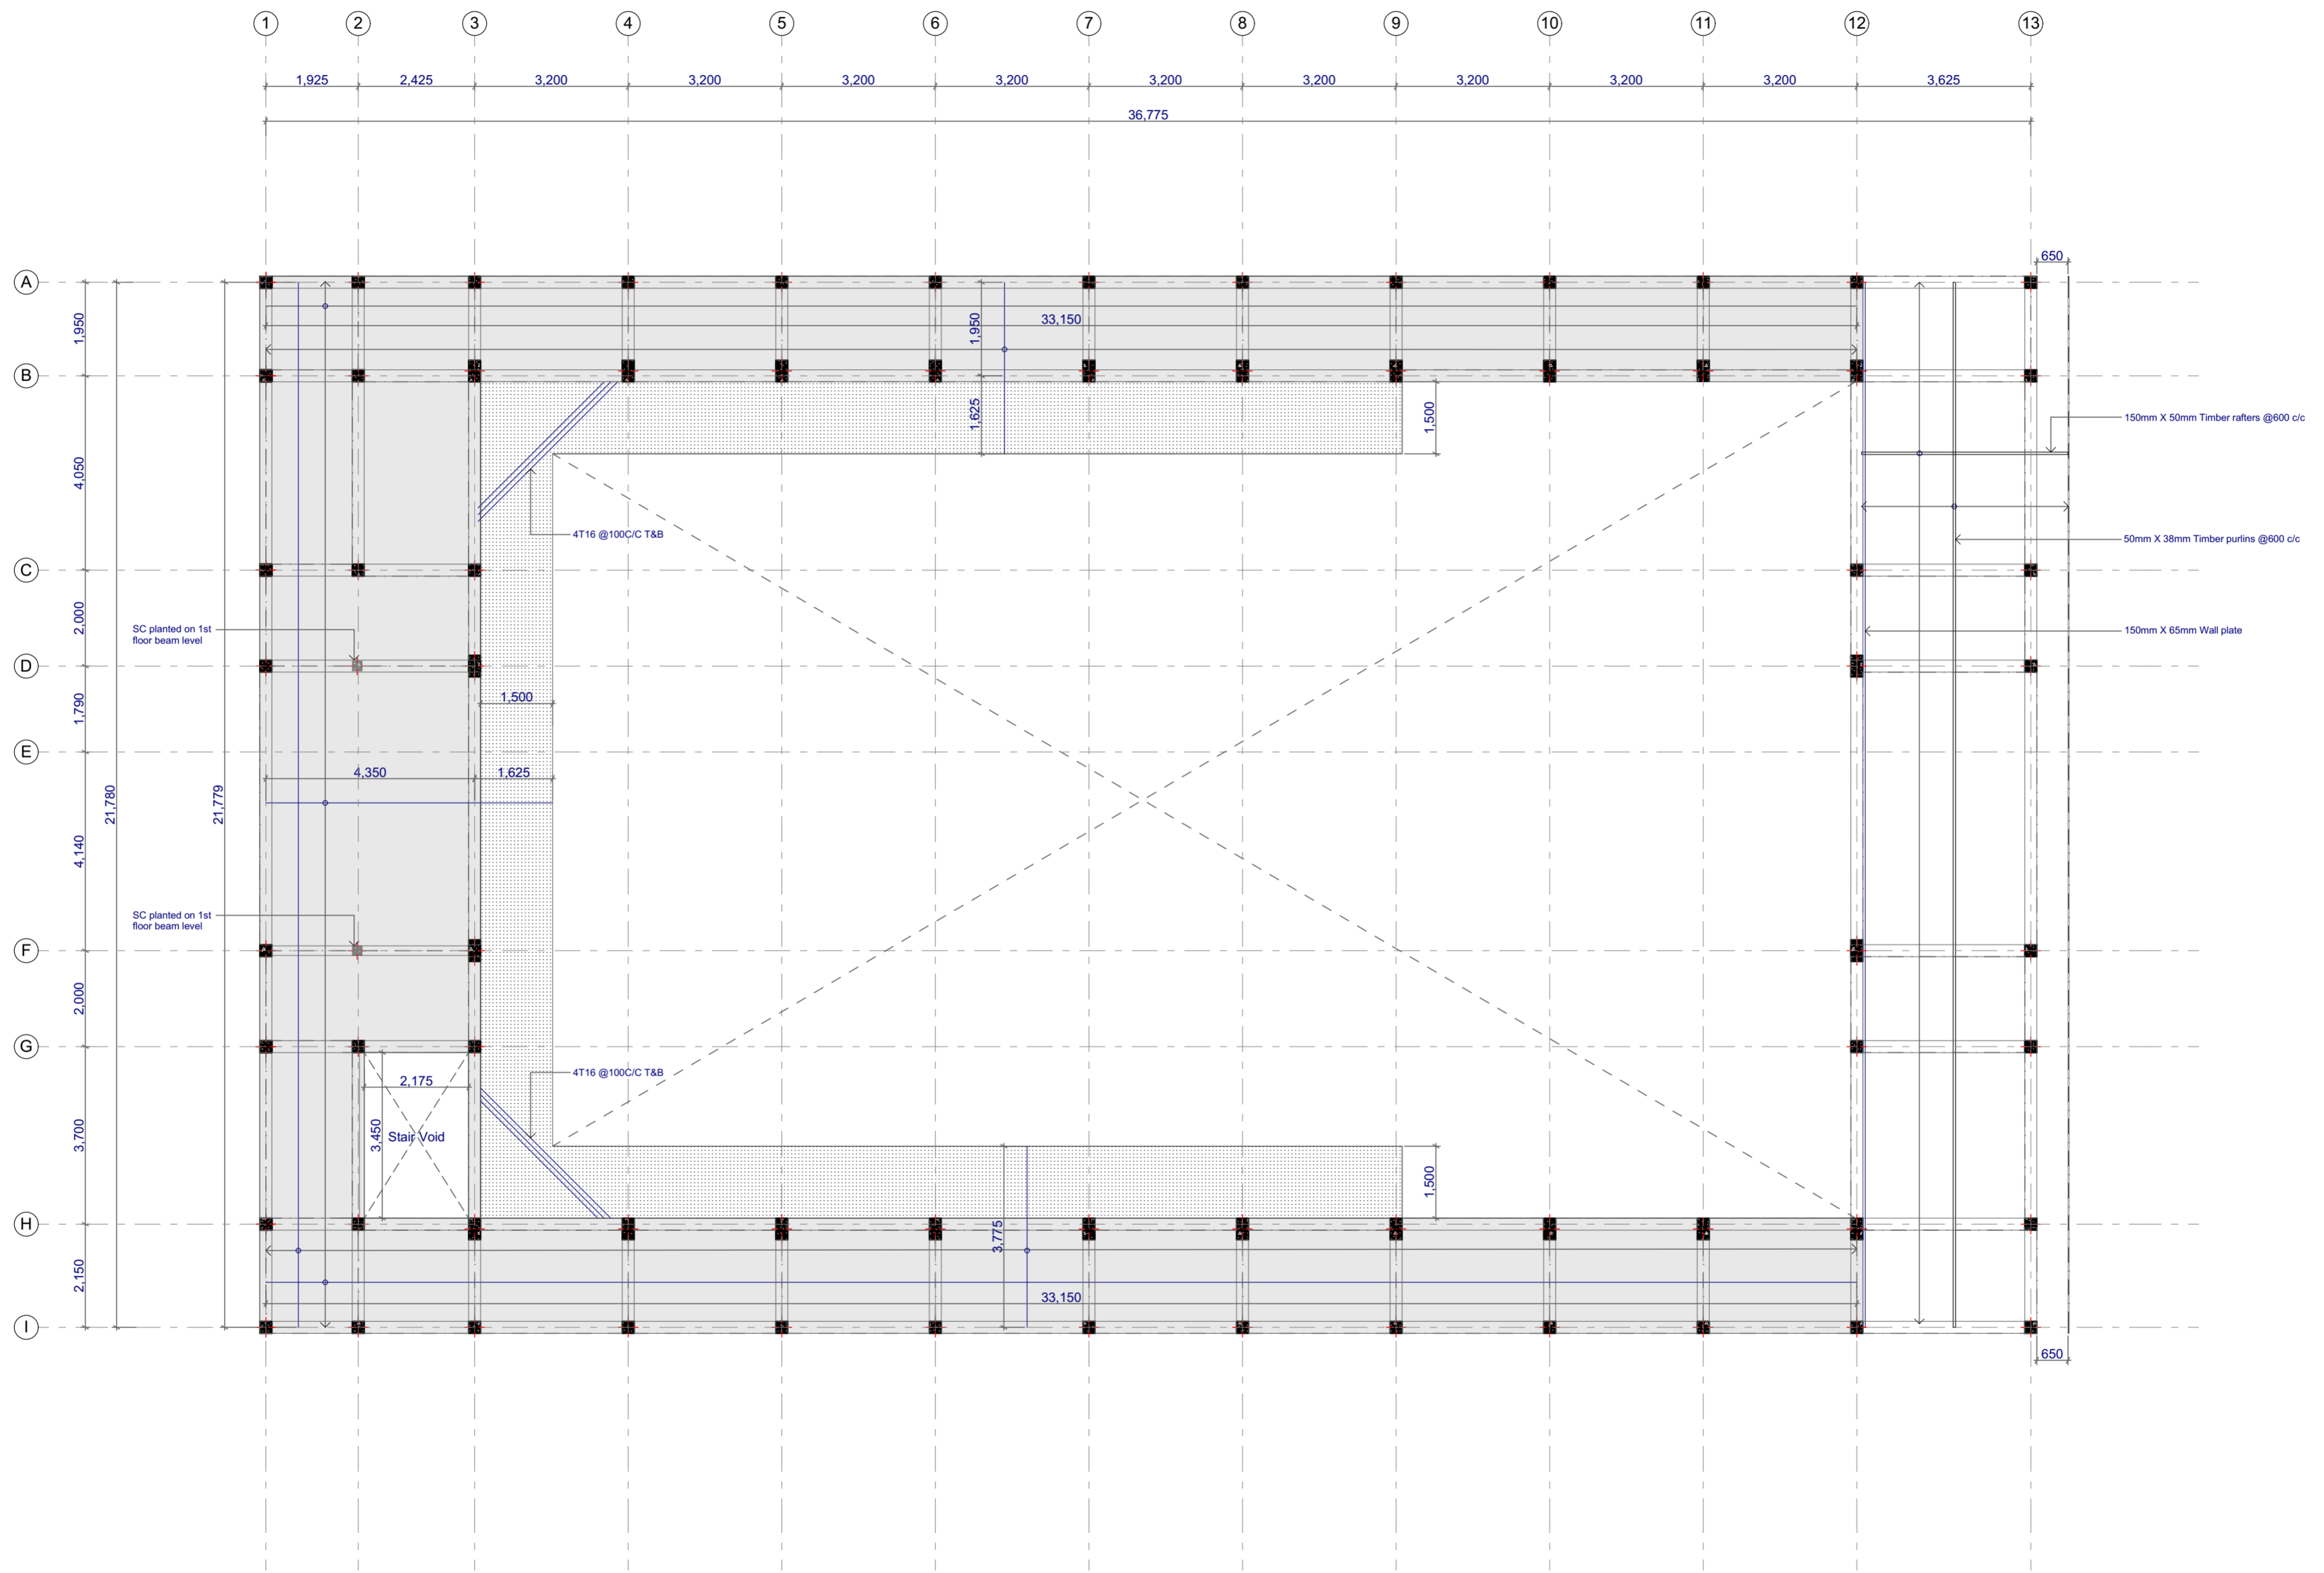 1 2 3 4 5 6 7 8 9 10 11 12 13
1,925 2,425 3,200 3,200 3,200 3,200 3,200 3,200 3,200 3,200 3,200 3,625
36,775
650
A
1,950
33,150
1,950
B
4,050
1,625
1,500
150mm X 50mm Timber rafters @600 c/c
4T16 @100C/C T&B
50mm X 38mm Timber purlins @600 c/c
C
2,000
SC planted on 1st
floor beam level
150mm X 65mm Wall plate
D
1,790
1,500
E
4,350 1,625
21,780
21,779
4,140
SC planted on 1st
floor beam level
F
2,000
G
4T16 @100C/C T&B
2,175
3,700
3,450
Stair Void
1,500
H
3,775
2,150
33,150
I
650